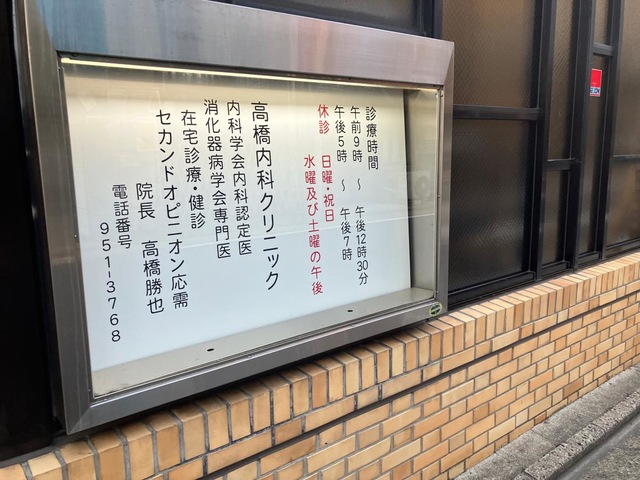 診療時間
午前9時 〜 午後12時30分
午後5時 〜 午後7時
休診 日曜・祝日
水曜及び土曜の午後
高橋内科クリニック
内科学会内科認定医
消化器病学会専門医
在宅診療・健診
セカンドオピニオン応需
院長 高橋勝也
電話番号
951-3768